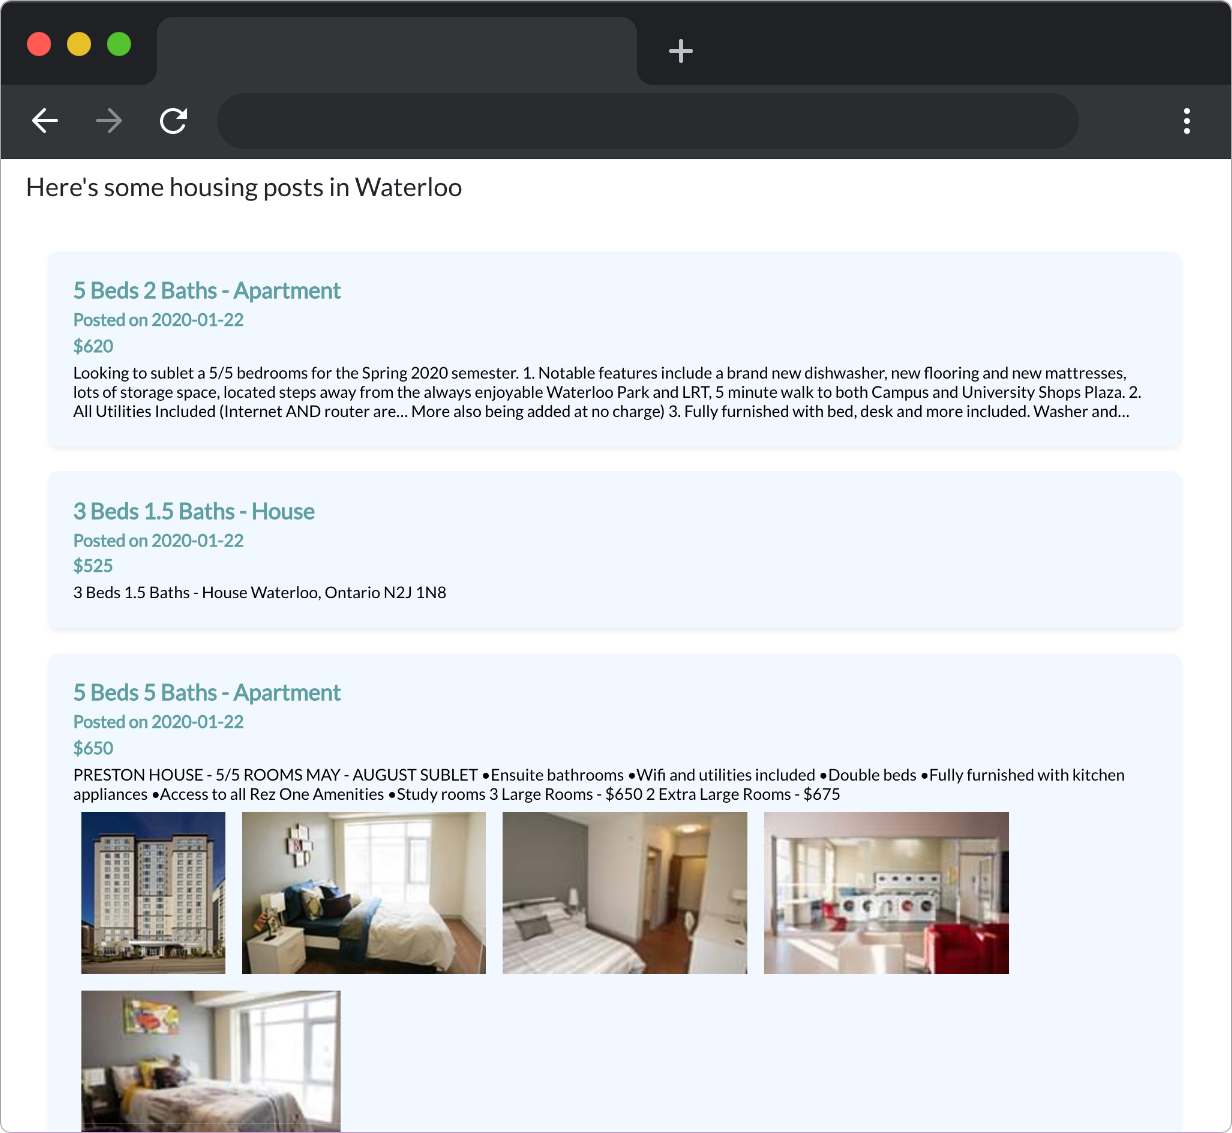 Here's some housing posts in Waterloo
5 Beds 2 Baths - Apartment
Posted on 2020-01-22
$620
Looking to sublet a 5/5 bedrooms for the Spring 2020 semester. 1. Notable features include a brand new dishwasher, new flooring and new mattresses,
lots of storage space, located steps away from the always enjoyable Waterloo Park and LRT, 5 minute walk to both Campus and University Shops Plaza. 2.
All Utilities Included (Internet AND router are... More also being added at no charge) 3. Fully furnished with bed, desk and more included. Washer and...
3 Beds 1.5 Baths - House
Posted on 2020-01-22
$525
3 Beds 1.5 Baths - House Waterloo, Ontario N2J 1N8
5 Beds 5 Baths - Apartment
Posted on 2020-01-22
$650
PRESTON HOUSE - 5/5 ROOMS MAY - AUGUST SUBLET •Ensuite bathrooms •Wifi and utilities included •Double beds •Fully furnished with kitchen
appliances •Access to all Rez One Amenities •Study rooms 3 Large Rooms - $650 2 Extra Large Rooms - $675